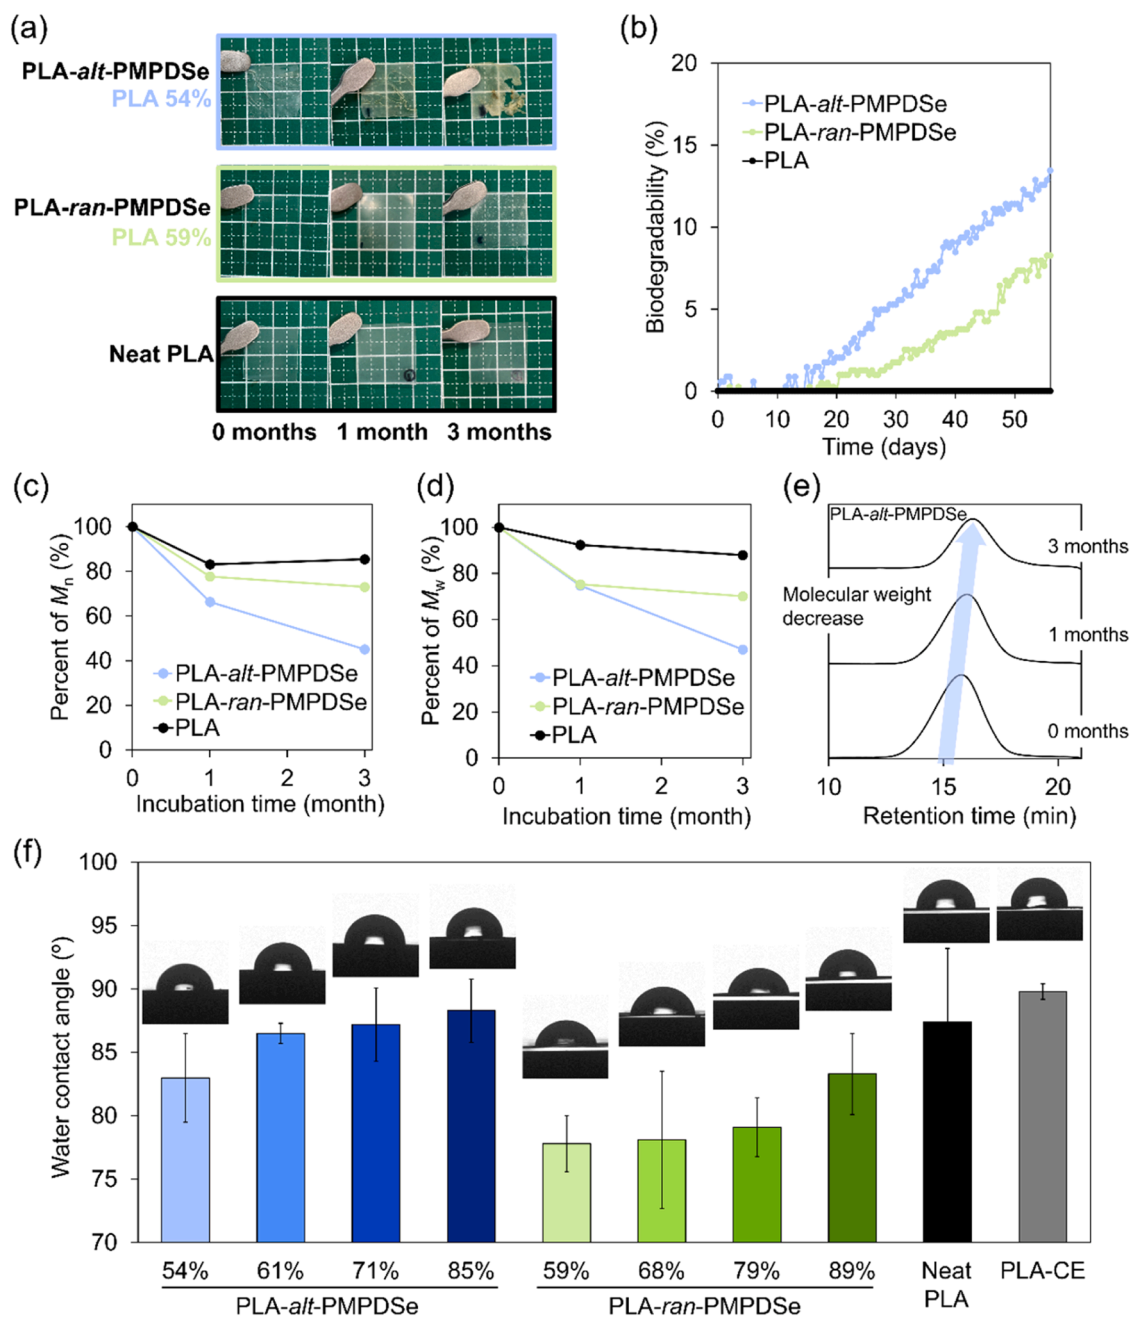 (a)
PLA-alt-PMPDSe
PLA 54%
PLA-ran-PMPDSe
PLA 59%
Neat PLA
0 months 1 month 3 months
(b)
20
15
10
5
0
Biodegradability (%)
PLA-alt-PMPDSe
PLA-ran-PMPDSe
PLA
0 10 20 30 40 50
Time (days)
(c)
100
80
60
40
20
0
Percent of Mn (%)
PLA-alt-PMPDSe
PLA-ran-PMPDSe
PLA
0 1 2 3
Incubation time (month)
(d)
100
80
60
40
20
0
Percent of Mw (%)
PLA-alt-PMPDSe
PLA-ran-PMPDSe
PLA
0 1 2 3
Incubation time (month)
(e)
PLA-alt-PMPDSe
3 months
Molecular weight
decrease
1 months
0 months
10 15 20
Retention time (min)
(f)
100
95
90
85
80
75
70
Water contact angle (°)
54% 61% 71% 85% 59% 68% 79% 89% Neat PLA-CE
PLA
PLA-alt-PMPDSe PLA-ran-PMPDSe